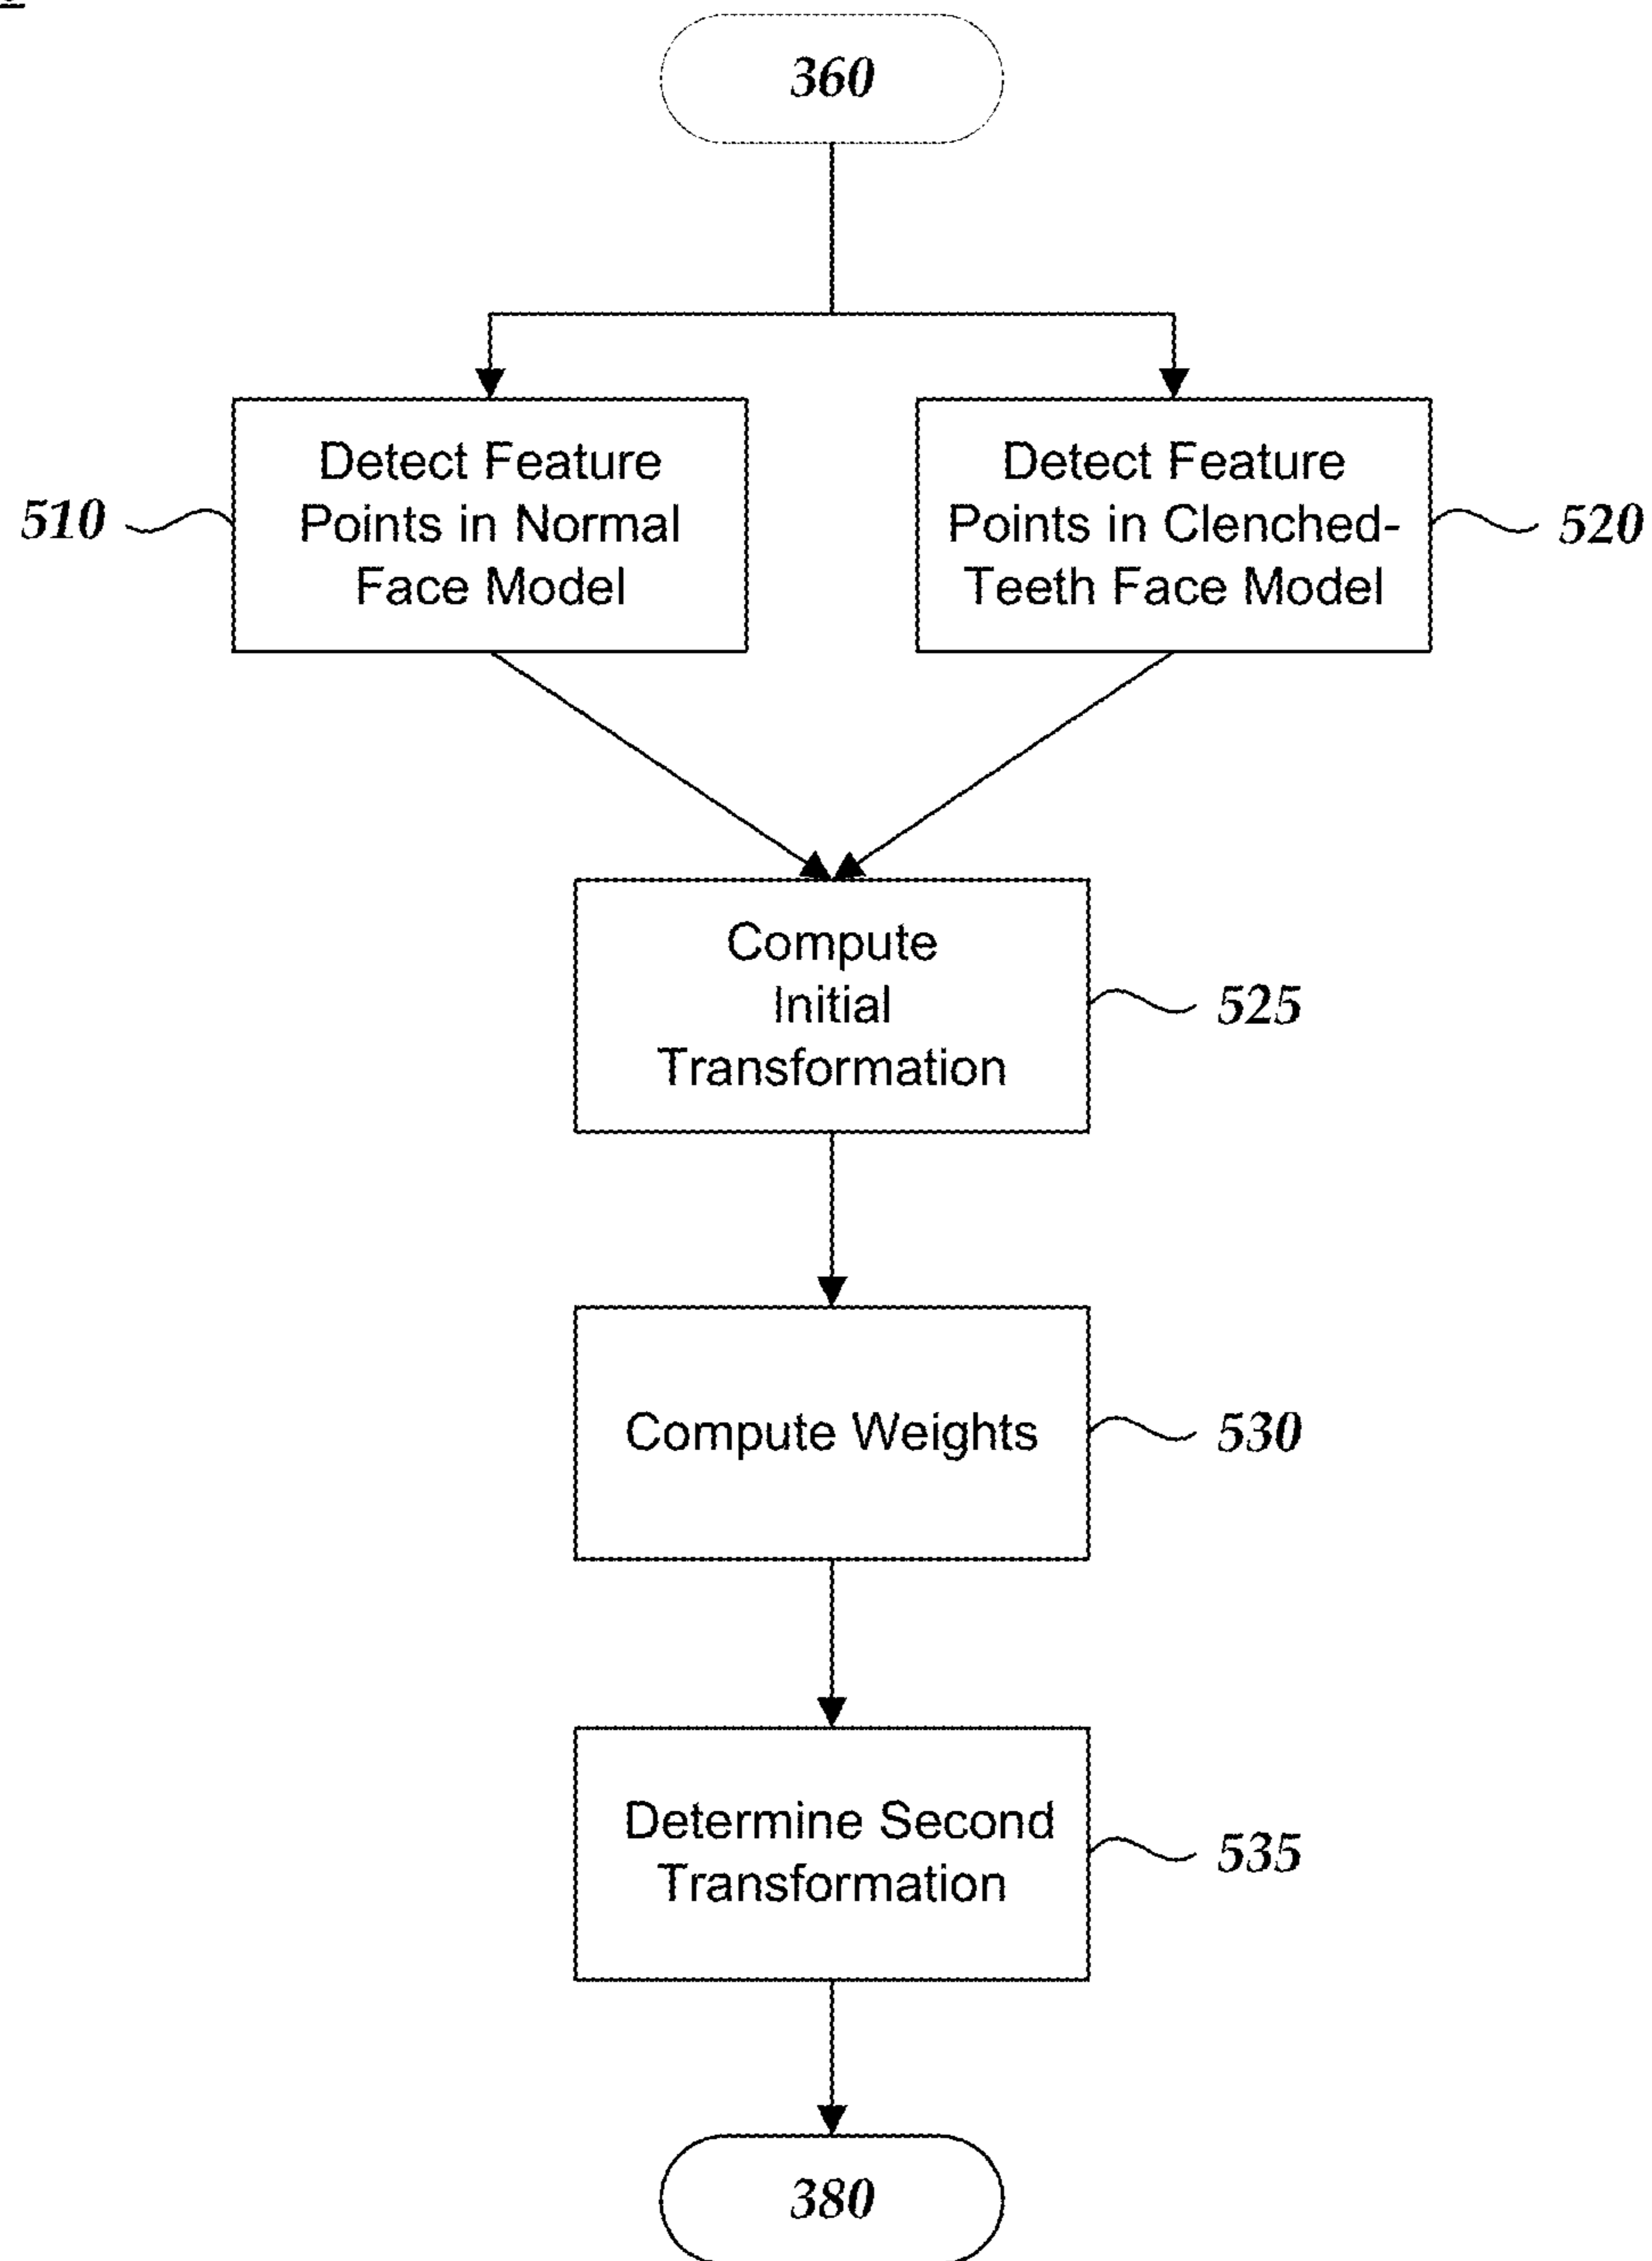 360
Detect Feature
Points in Normal
Face Model
510
Detect Feature
Points in Clenched-
Teeth Face Model
520
Compute
Initial
Transformation
525
Compute Weights
530
Determine Second
Transformation
535
380